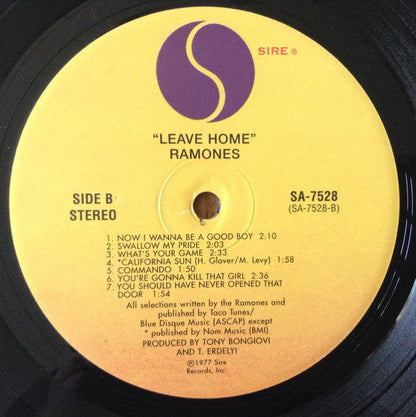 SIRE ®
"LEAVE HOME"
RAMONES
SIDE B
STEREO
SA-7528
(SA-7528-B)
1. NOW I WANNA BE A GOOD BOY 2:10
2. SWALLOW MY PRIDE 2:03
3. WHAT'S YOUR GAME 2:33
4. *CALIFORNIA SUN (H. Glover/M. Levy) 1:58
5. COMMANDO 1:50
6. YOU'RE GONNA KILL THAT GIRL 2:36
7. YOU SHOULD HAVE NEVER OPENED THAT
DOOR 1:54
All selections written by the Ramones and
published by Taco Tunes/
Blue Disque Music (ASCAP) except
* published by Nom Music (BMI)
PRODUCED BY TONY BONGIOVI
AND T. ERDELYI
℗1977 Sire
Records, Inc.